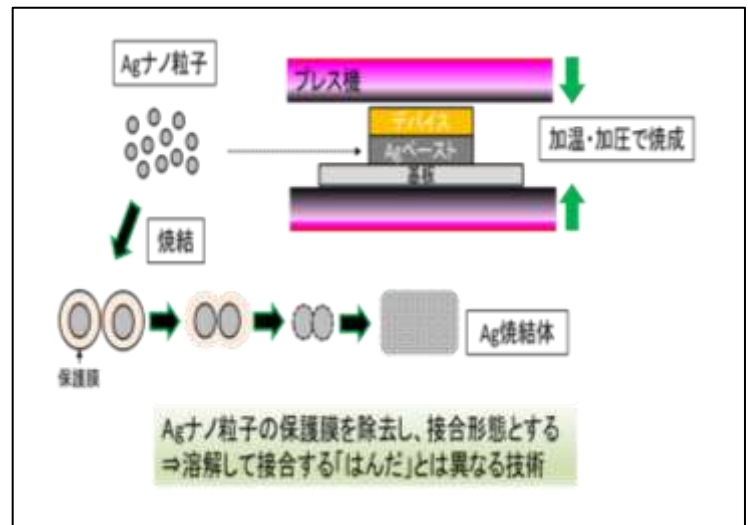 Agナノ粒子
プレス機
デバイス
Agペースト
基板
加温・加圧で焼成
焼結
保護膜
Ag焼結体
Agナノ粒子の保護膜を除去し、接合形態とする
⇒溶解して接合する「はんだ」とは異なる技術